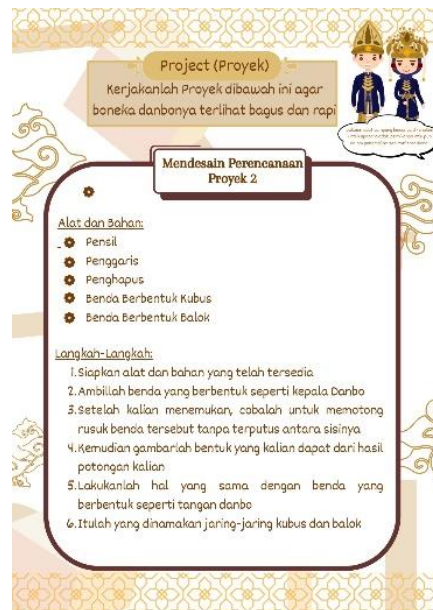 Project (Proyek)
Kerjakanlah Proyek dibawah ini agar
boneka danbonya terlihat bagus dan rapi
Mendesain Perencanaan
Proyek 2
Alat dan Bahan:
Pensil
Penggaris
Penghapus
Benda Berbentuk Kubus
Benda Berbentuk Balok
Langkah-Langkah:
1.Siapkan alat dan bahan yang telah tersedia
2.Ambillah benda yang berbentuk seperti kepala Danbo
3.Setelah kalian menemukan, cobalah untuk memotong
rusuk benda tersebut tanpa terputus antara sisinya
4.Kemudian gambarlah bentuk yang kalian dapat dari hasil
potongan kalian
5.Lakukanlah hal yang sama dengan benda yang
berbentuk seperti tangan danbo
6.Itulah yang dinamakan jaring-jaring kubus dan balok